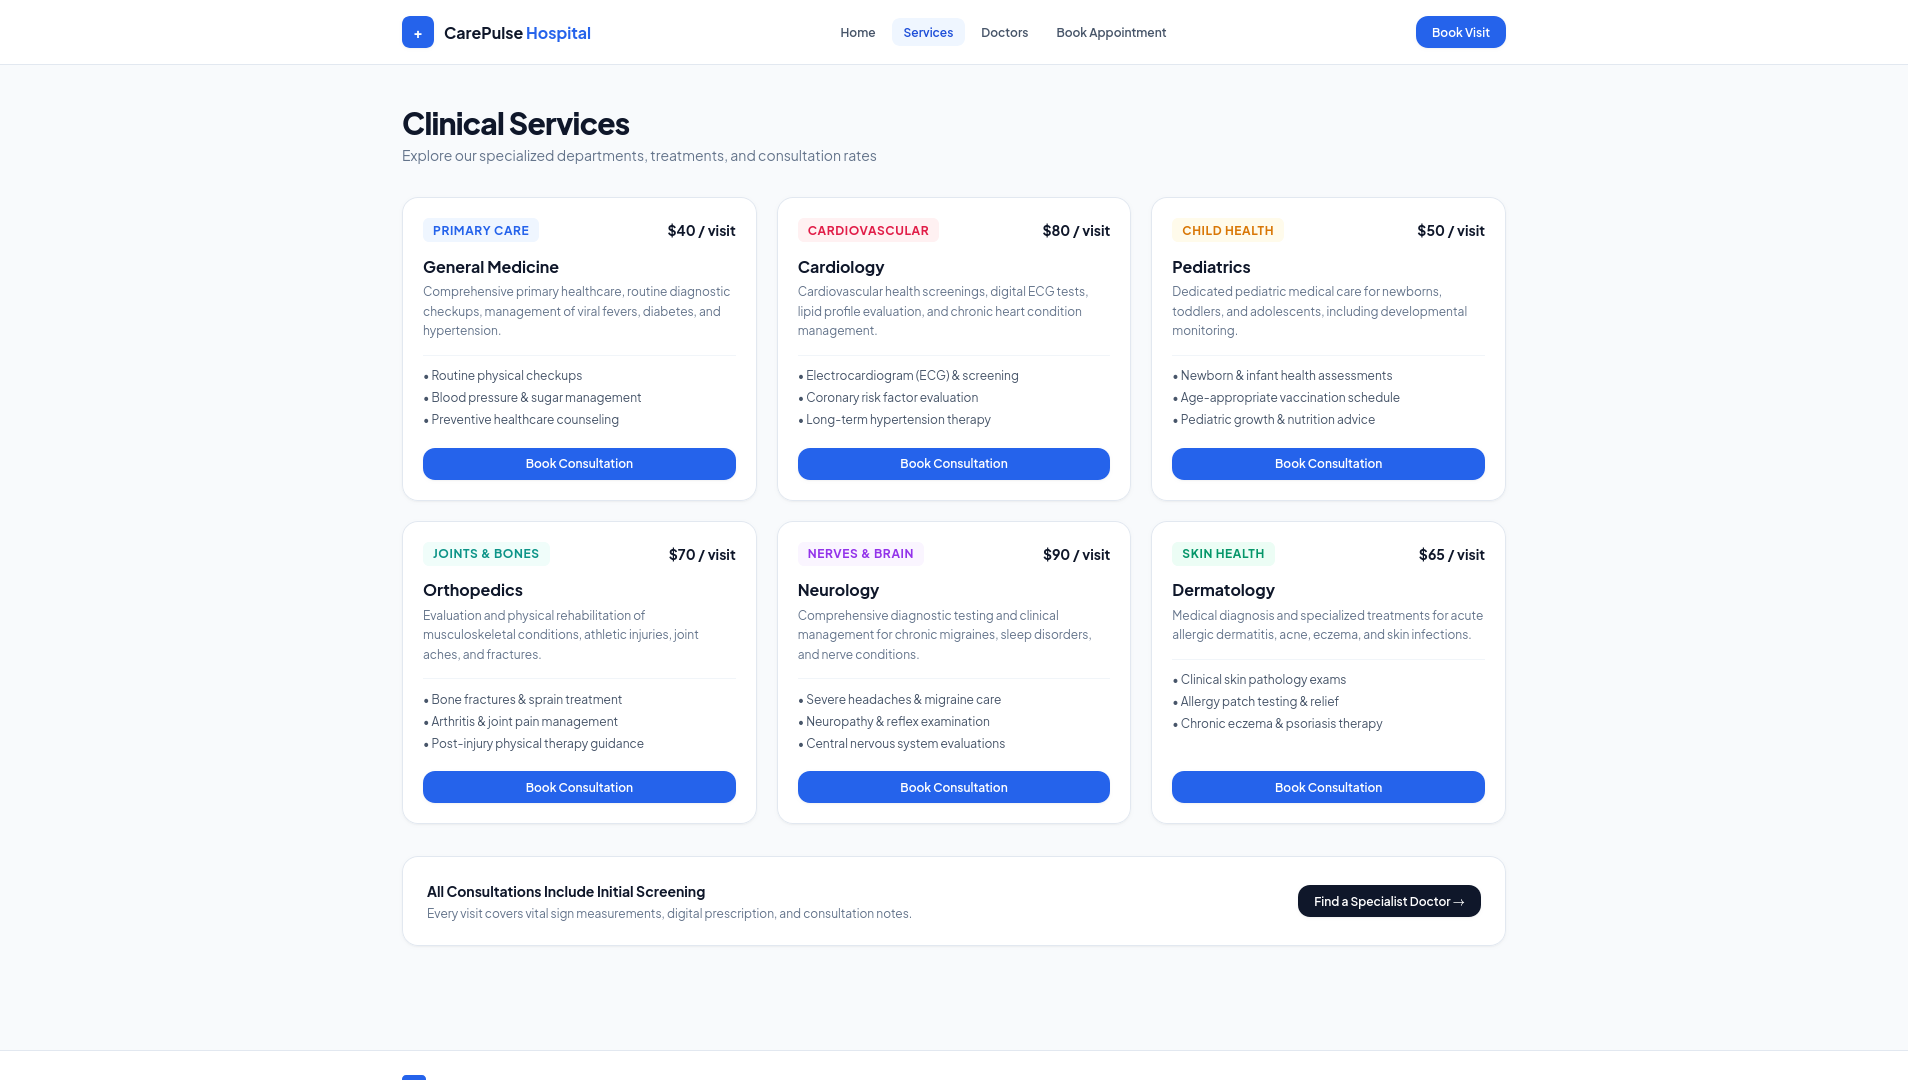 + CarePulse Hospital
Home Services Doctors Book Appointment
Book Visit
Clinical Services
Explore our specialized departments, treatments, and consultation rates
PRIMARY CARE $40 / visit
General Medicine
Comprehensive primary healthcare, routine diagnostic
checkups, management of viral fevers, diabetes, and
hypertension.
• Routine physical checkups
• Blood pressure & sugar management
• Preventive healthcare counseling
Book Consultation
CARDIOVASCULAR $80 / visit
Cardiology
Cardiovascular health screenings, digital ECG tests,
lipid profile evaluation, and chronic heart condition
management.
• Electrocardiogram (ECG) & screening
• Coronary risk factor evaluation
• Long-term hypertension therapy
Book Consultation
CHILD HEALTH $50 / visit
Pediatrics
Dedicated pediatric medical care for newborns,
toddlers, and adolescents, including developmental
monitoring.
• Newborn & infant health assessments
• Age-appropriate vaccination schedule
• Pediatric growth & nutrition advice
Book Consultation
JOINTS & BONES $70 / visit
Orthopedics
Evaluation and physical rehabilitation of
musculoskeletal conditions, athletic injuries, joint
aches, and fractures.
• Bone fractures & sprain treatment
• Arthritis & joint pain management
• Post-injury physical therapy guidance
Book Consultation
NERVES & BRAIN $90 / visit
Neurology
Comprehensive diagnostic testing and clinical
management for chronic migraines, sleep disorders,
and nerve conditions.
• Severe headaches & migraine care
• Neuropathy & reflex examination
• Central nervous system evaluations
Book Consultation
SKIN HEALTH $65 / visit
Dermatology
Medical diagnosis and specialized treatments for acute
allergic dermatitis, acne, eczema, and skin infections.
• Clinical skin pathology exams
• Allergy patch testing & relief
• Chronic eczema & psoriasis therapy
Book Consultation
All Consultations Include Initial Screening
Every visit covers vital sign measurements, digital prescription, and consultation notes.
Find a Specialist Doctor →